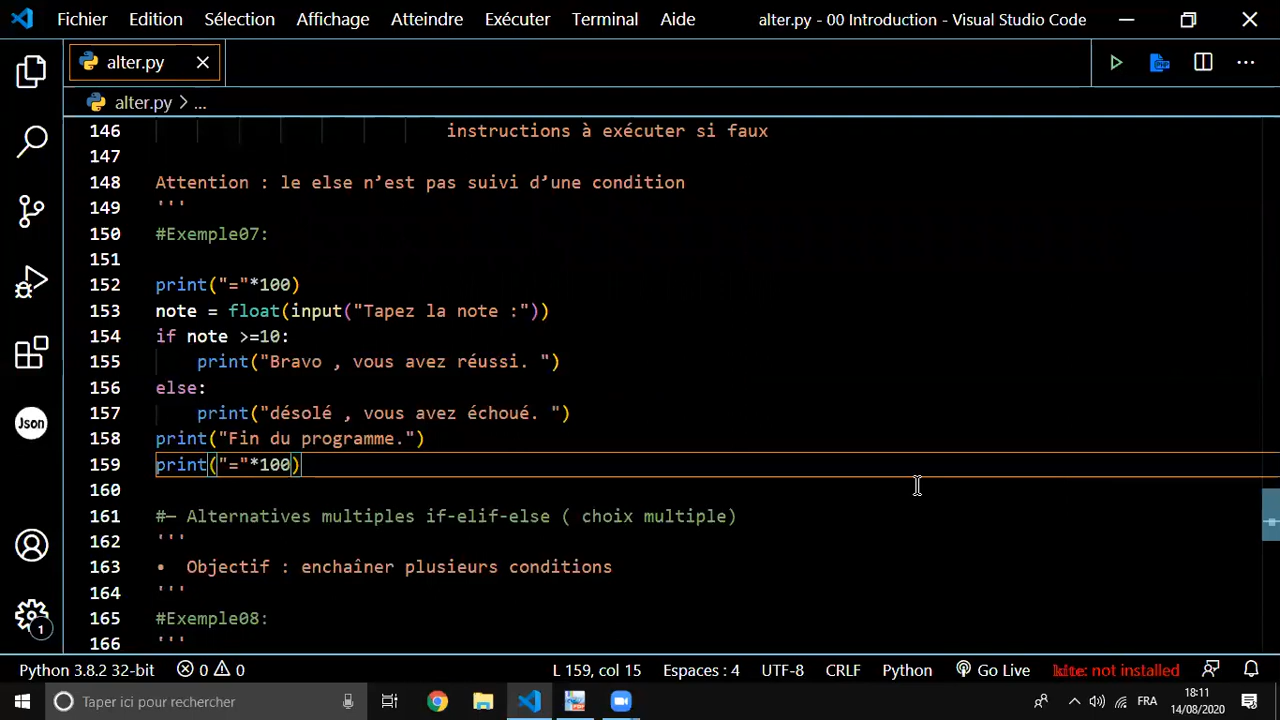 Fichier Edition Sélection Affichage Atteindre Exécuter Terminal Aide alter.py - 00 Introduction - Visual Studio Code
alter.py
alter.py > ...
146 instructions à exécuter si faux
147
148 Attention : le else n’est pas suivi d’une condition
149 '''
150 #Exemple07:
151
152 print("="*100)
153 note = float(input("Tapez la note :"))
154 if note >=10:
155 print("Bravo , vous avez réussi. ")
156 else:
157 print("désolé , vous avez échoué. ")
158 print("Fin du programme.")
159 print("="*100)
160
161 #— Alternatives multiples if-elif-else ( choix multiple)
162 '''
163 • Objectif : enchaîner plusieurs conditions
164 '''
165 #Exemple08:
166 '''
Json
1
Python 3.8.2 32-bit 0 0 L 159, col 15 Espaces : 4 UTF-8 CRLF Python Go Live kite: not installed
Taper ici pour rechercher FRA 18:11
14/08/2020